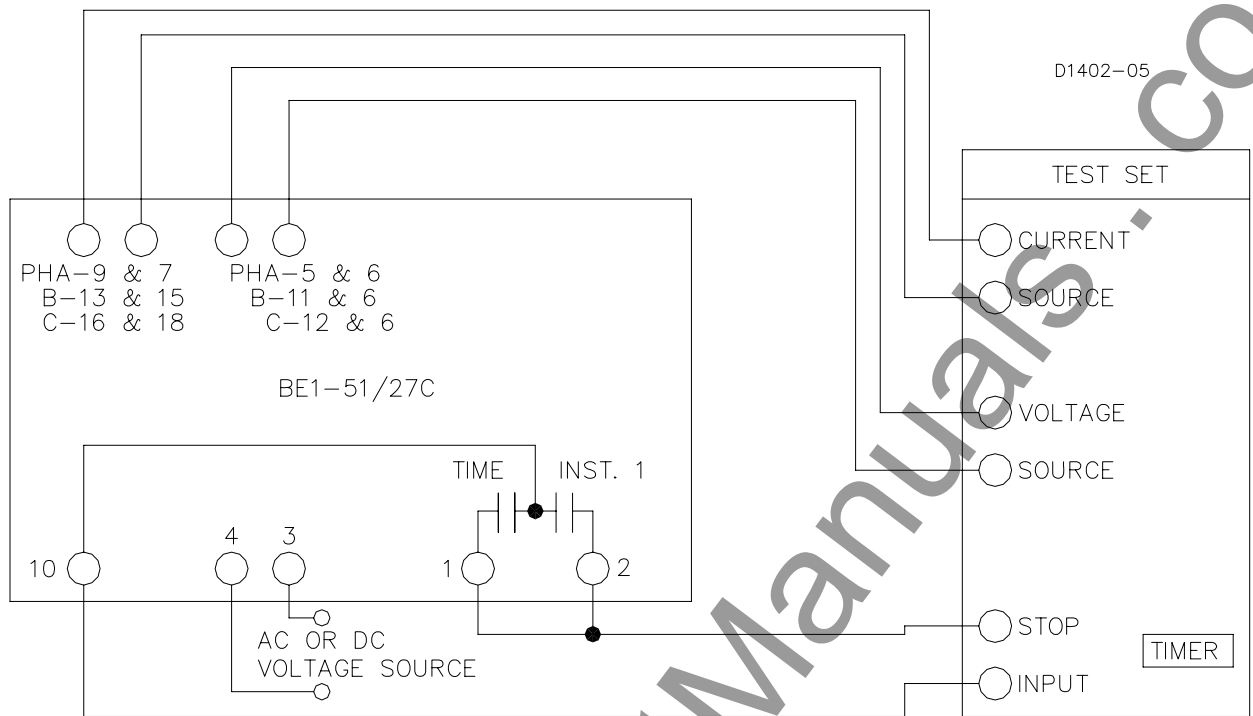 D1402-05
TEST SET
CURRENT
SOURCE
VOLTAGE
SOURCE
PHA-9 & 7
B-13 & 15
C-16 & 18
PHA-5 & 6
B-11 & 6
C-12 & 6
BE1-51/27C
TIME
INST. 1
10
4
3
1
2
AC OR DC
VOLTAGE SOURCE
STOP
TIMER
INPUT
Manuals.co